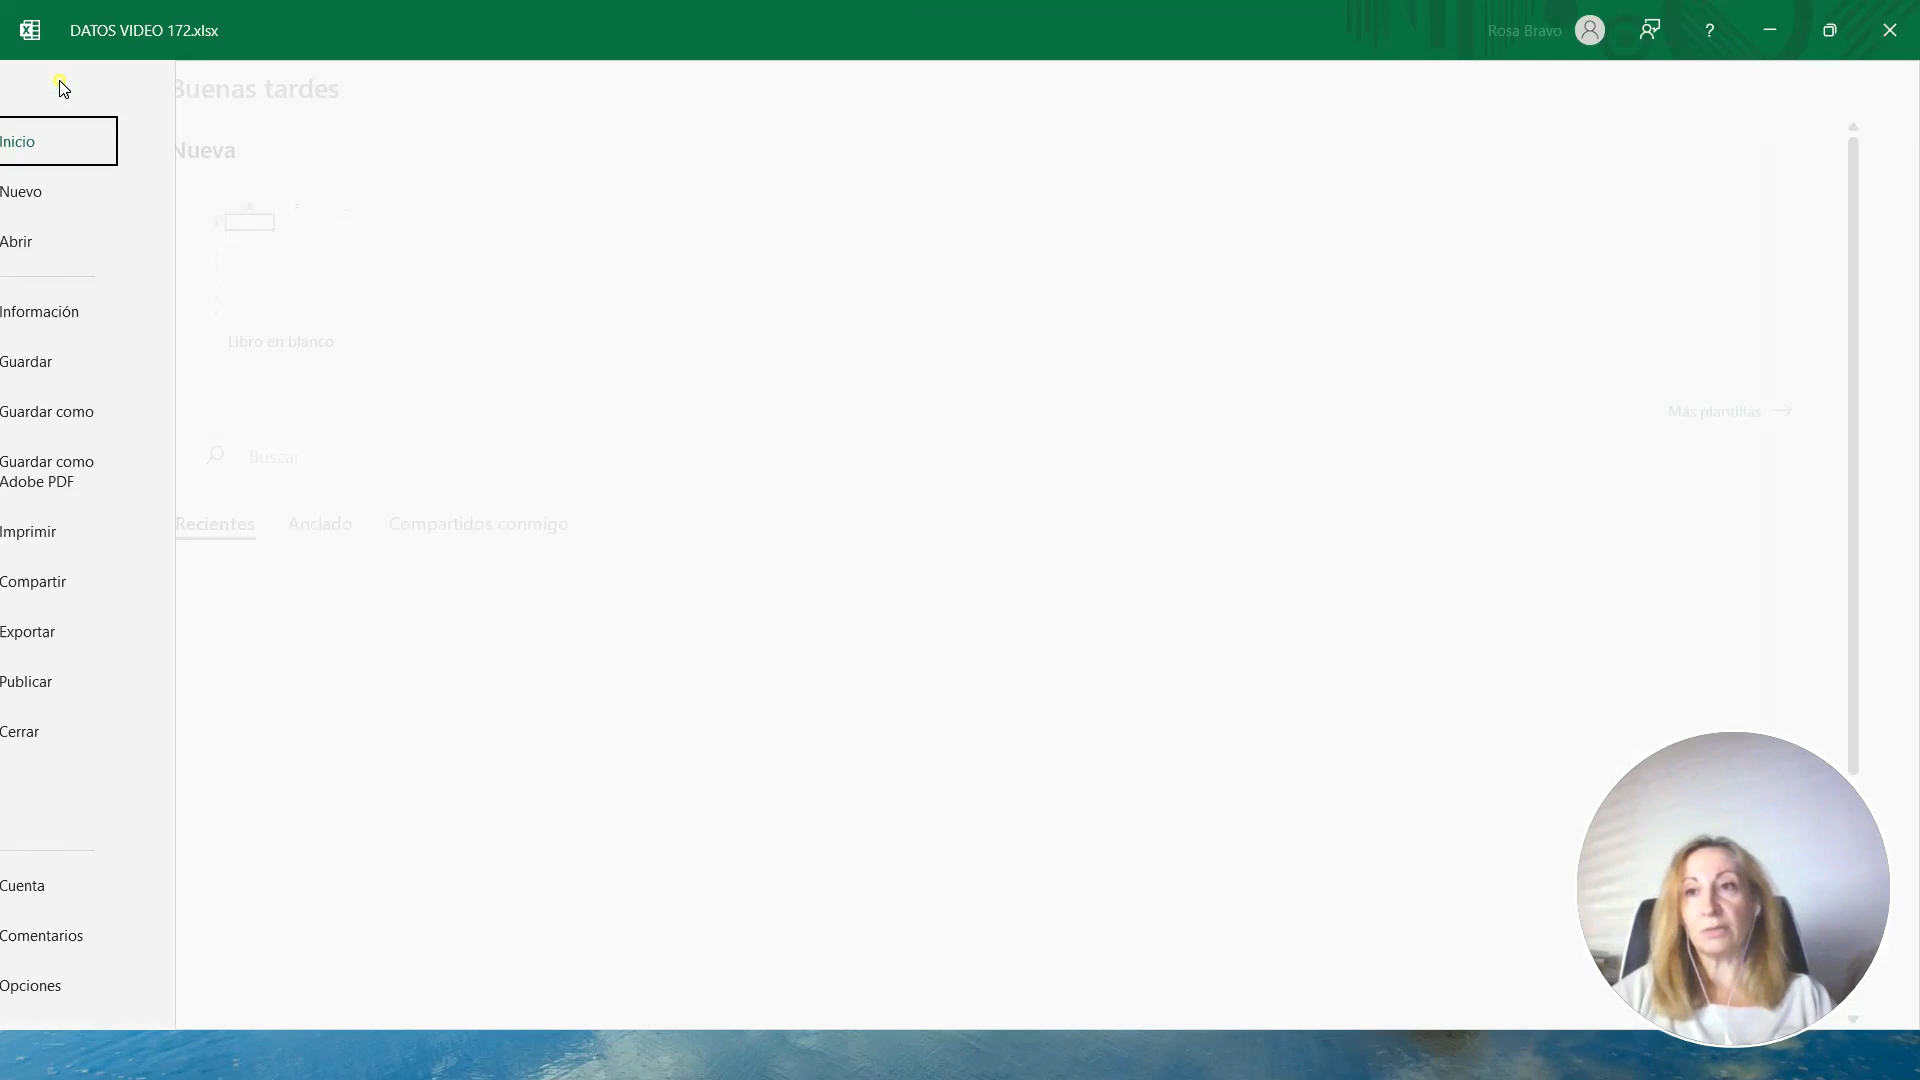 DATOS VIDEO 172.xlsx
Rosa Bravo
?
Inicio
Nuevo
Abrir
Información
Guardar
Guardar como
Guardar como
Adobe PDF
Imprimir
Compartir
Exportar
Publicar
Cerrar
Cuenta
Comentarios
Opciones
Buenas tardes
Nueva
Libro en blanco
Más plantillas
Buscar
Recientes Anclado Compartidos conmigo